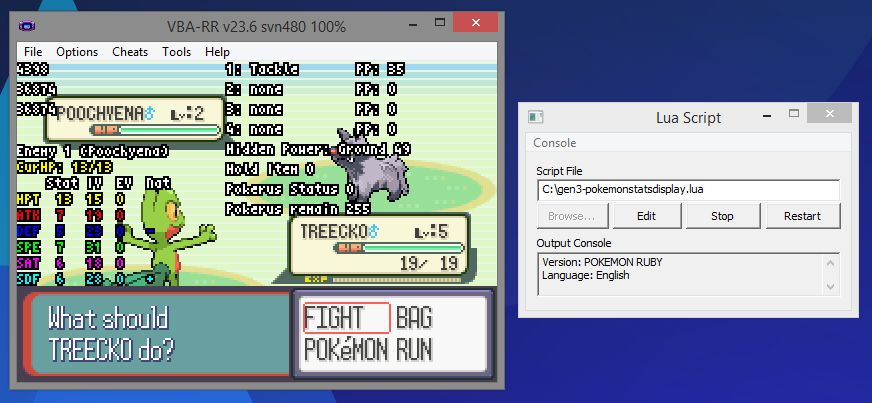 VBA-RR v23.6 svn480 100%
File Options Cheats Tools Help
1: Tackle PP: 35
2: none PP: 0
3: none PP: 0
4: none PP: 0
POOCHYENA♂ Lv:2
Enemy 1 (Poochyena)
CurHP: 13/13
Hidden Power: Ground 49
Hold Item 0
Pokerus Status 0
Pokerus remain 255
Stat IV EV Nat
HPT 13 15 0
ATK 7 19 0
DEF 5 23 0
SPE 7 31 0
SAT 6 18 0
SDF 6 28 0 +
TREECKO♂ Lv:5
19/ 19
EXP
What should
TREECKO do?
FIGHT BAG
POKéMON RUN
Lua Script
Console
Script File
C:\gen3-pokemonstatsdisplay.lua
Browse... Edit Stop Restart
Output Console
Version: POKEMON RUBY
Language: English